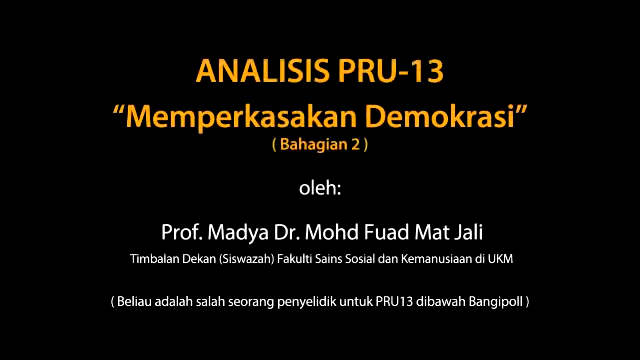 ANALISIS PRU-13
“Memperkasakan Demokrasi”
( Bahagian 2 )
oleh:
Prof. Madya Dr. Mohd Fuad Mat Jali
Timbalan Dekan (Siswazah) Fakulti Sains Sosial dan Kemanusiaan di UKM
( Beliau adalah salah seorang penyelidik untuk PRU13 dibawah Bangipoll )